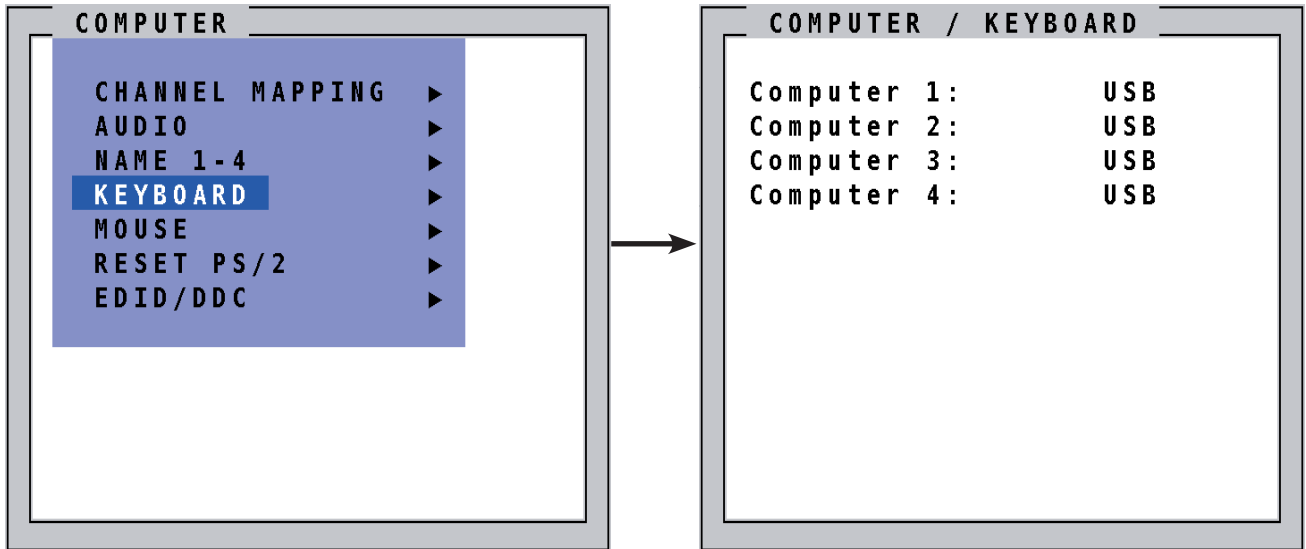 COMPUTER
CHANNEL MAPPING ▶
AUDIO ▶
NAME 1-4 ▶
KEYBOARD ▶
MOUSE ▶
RESET PS/2 ▶
EDID/DDC ▶
COMPUTER / KEYBOARD
Computer 1: USB
Computer 2: USB
Computer 3: USB
Computer 4: USB